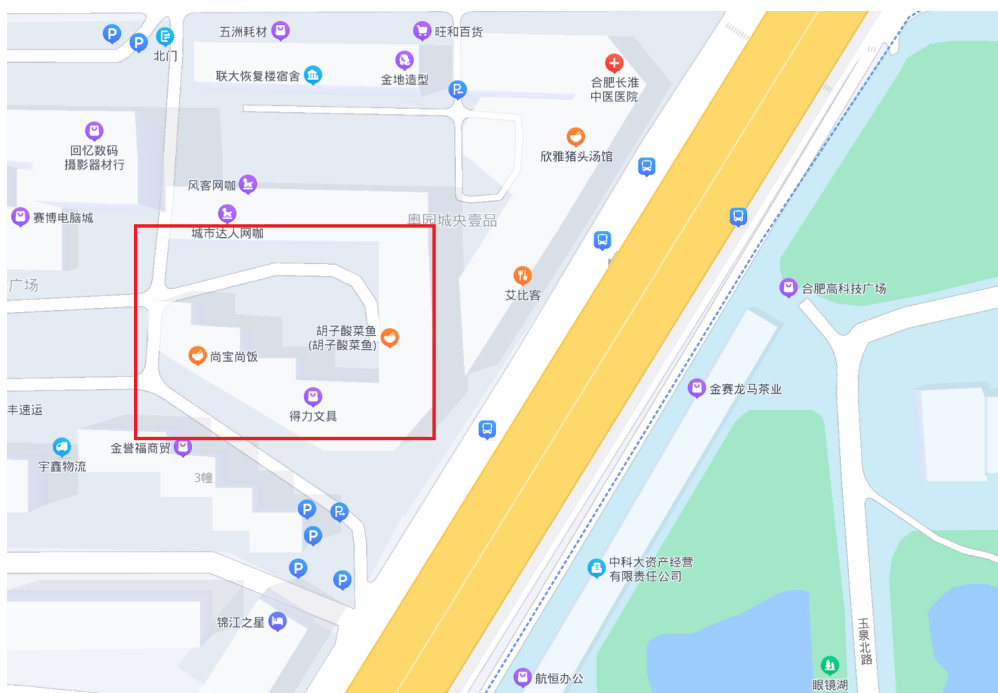 五洲耗材
旺和百货
北门
联大恢复楼宿舍
金地造型
合肥长淮
中医医院
回忆数码
摄影器材行
欣雅猪头汤馆
风客网咖
赛博电脑城
城市达人网咖
奥园城央壹品
广场
艾比客
合肥高科技广场
胡子酸菜鱼
(胡子酸菜鱼)
尚宝尚饭
金赛龙马茶业
得力文具
丰速运
金誉福商贸
宇鑫物流
3幢
中科大资产经营
有限责任公司
锦江之星
玉泉北路
航恒办公
眼镜湖